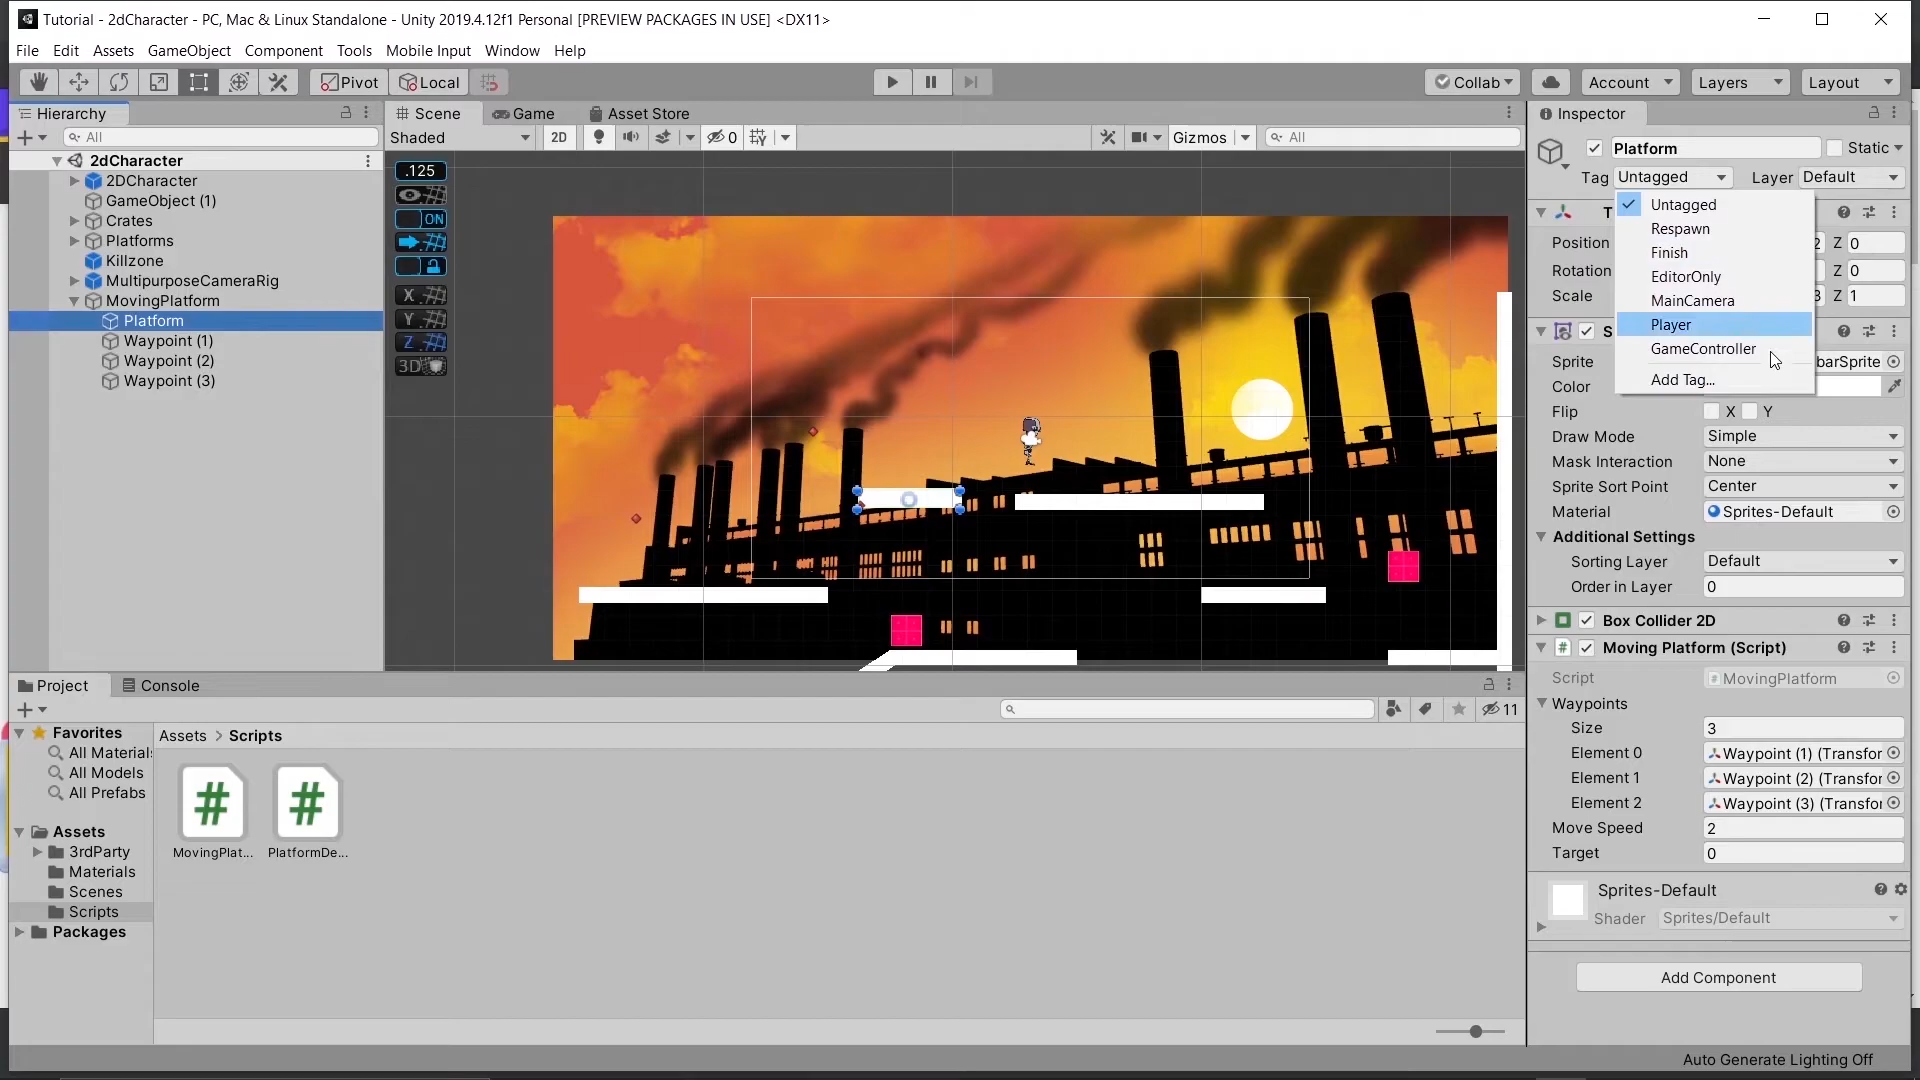 Tutorial - 2dCharacter - PC, Mac & Linux Standalone - Unity 2019.4.12f1 Personal [PREVIEW PACKAGES IN USE] <DX11>
File Edit Assets GameObject Component Tools Mobile Input Window Help
Pivot Local Collab Account Layers Layout
Hierarchy
All
2dCharacter
2DCharacter
GameObject (1)
Crates
Platforms
Killzone
MultipurposeCameraRig
MovingPlatform
Platform
Waypoint (1)
Waypoint (2)
Waypoint (3)
Scene Game Asset Store
Shaded 2D 0 Gizmos All
.125
ON
X
Y
Z
3D
Inspector
Platform Static
Tag Untagged Layer Default
Untagged
Respawn
Finish
EditorOnly
MainCamera
Player
GameController
Add Tag...
T
Position 2 Z 0
Rotation Z 0
Scale 3 Z 1
S
Sprite barSprite
Color
Flip X Y
Draw Mode Simple
Mask Interaction None
Sprite Sort Point Center
Material Sprites-Default
Additional Settings
Sorting Layer Default
Order in Layer 0
Box Collider 2D
# Moving Platform (Script)
Script # MovingPlatform
Waypoints
Size 3
Element 0 Waypoint (1) (Transfor
Element 1 Waypoint (2) (Transfor
Element 2 Waypoint (3) (Transfor
Move Speed 2
Target 0
Sprites-Default
Shader Sprites/Default
Add Component
Project Console
11
Favorites
All Materials
All Models
All Prefabs
Assets
3rdParty
Materials
Scenes
Scripts
Packages
Assets > Scripts
# #
MovingPlat... PlatformDe...
Auto Generate Lighting Off